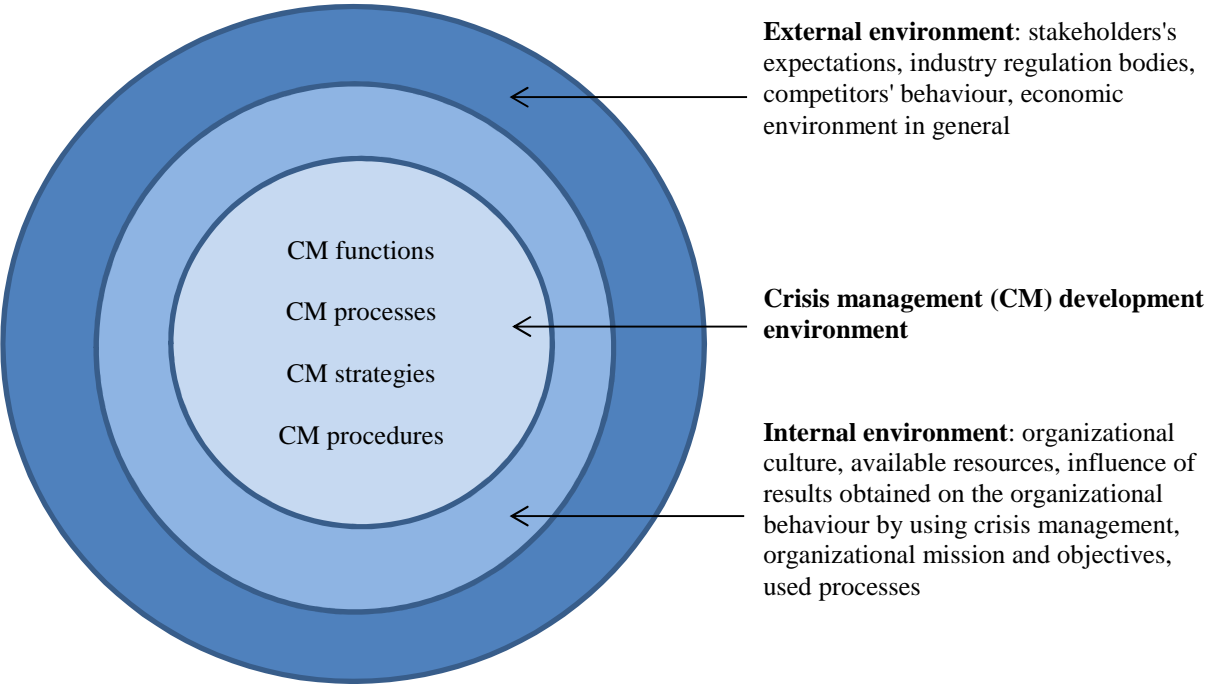 External environment: stakeholders's
expectations, industry regulation bodies,
competitors' behaviour, economic
environment in general
CM functions
CM processes
CM strategies
CM procedures
Crisis management (CM) development
environment
Internal environment: organizational
culture, available resources, influence of
results obtained on the organizational
behaviour by using crisis management,
organizational mission and objectives,
used processes